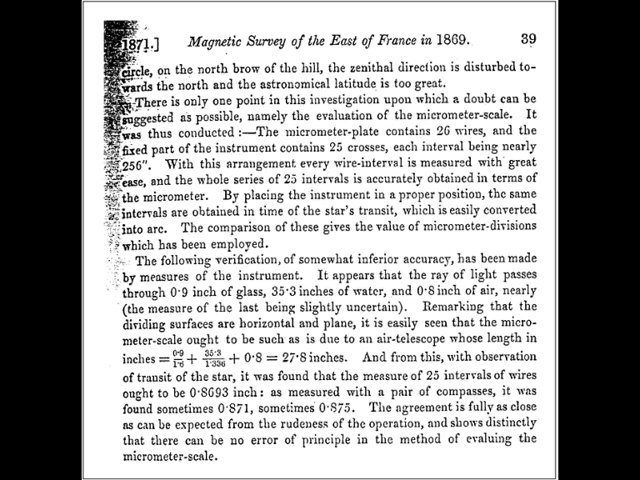 1871.] Magnetic Survey of the East of France in 1869. 39
circle, on the north brow of the hill, the zenithal direction is disturbed to-
wards the north and the astronomical latitude is too great.
There is only one point in this investigation upon which a doubt can be
suggested as possible, namely the evaluation of the micrometer-scale. It
was thus conducted :—The micrometer-plate contains 26 wires, and the
fixed part of the instrument contains 25 crosses, each interval being nearly
256". With this arrangement every wire-interval is measured with great
ease, and the whole series of 25 intervals is accurately obtained in terms of
the micrometer. By placing the instrument in a proper position, the same
intervals are obtained in time of the star's transit, which is easily converted
into arc. The comparison of these gives the value of micrometer-divisions
which has been employed.
The following verification, of somewhat inferior accuracy, has been made
by measures of the instrument. It appears that the ray of light passes
through 0·9 inch of glass, 35·3 inches of water, and 0·8 inch of air, nearly
(the measure of the last being slightly uncertain). Remarking that the
dividing surfaces are horizontal and plane, it is easily seen that the micro-
meter-scale ought to be such as is due to an air-telescope whose length in
inches = 0·9/1·6 + 35·3/1·336 + 0·8 = 27·8 inches. And from this, with observation
of transit of the star, it was found that the measure of 25 intervals of wires
ought to be 0·8693 inch: as measured with a pair of compasses, it was
found sometimes 0·871, sometimes 0·875. The agreement is fully as close
as can be expected from the rudeness of the operation, and shows distinctly
that there can be no error of principle in the method of evaluing the
micrometer-scale.